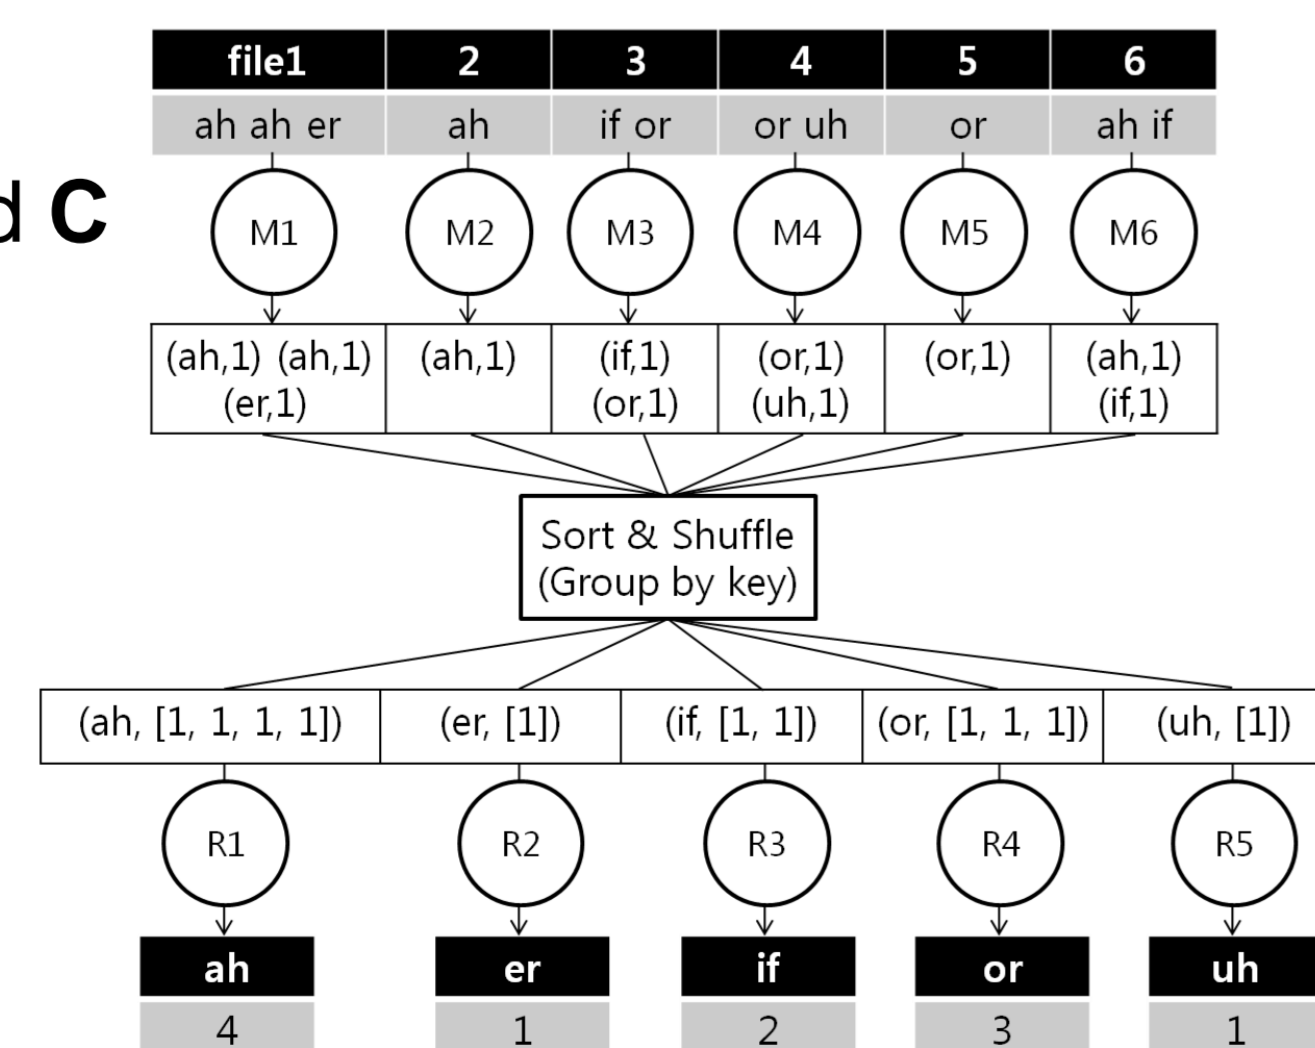 file1 2 3 4 5 6
ah ah er ah if or or uh or ah if
d C
M1 M2 M3 M4 M5 M6
(ah,1) (ah,1) (ah,1) (if,1) (or,1) (or,1) (ah,1)
(er,1) (or,1) (uh,1) (if,1)
Sort & Shuffle
(Group by key)
(ah, [1, 1, 1, 1]) (er, [1]) (if, [1, 1]) (or, [1, 1, 1]) (uh, [1])
R1 R2 R3 R4 R5
ah er if or uh
4 1 2 3 1